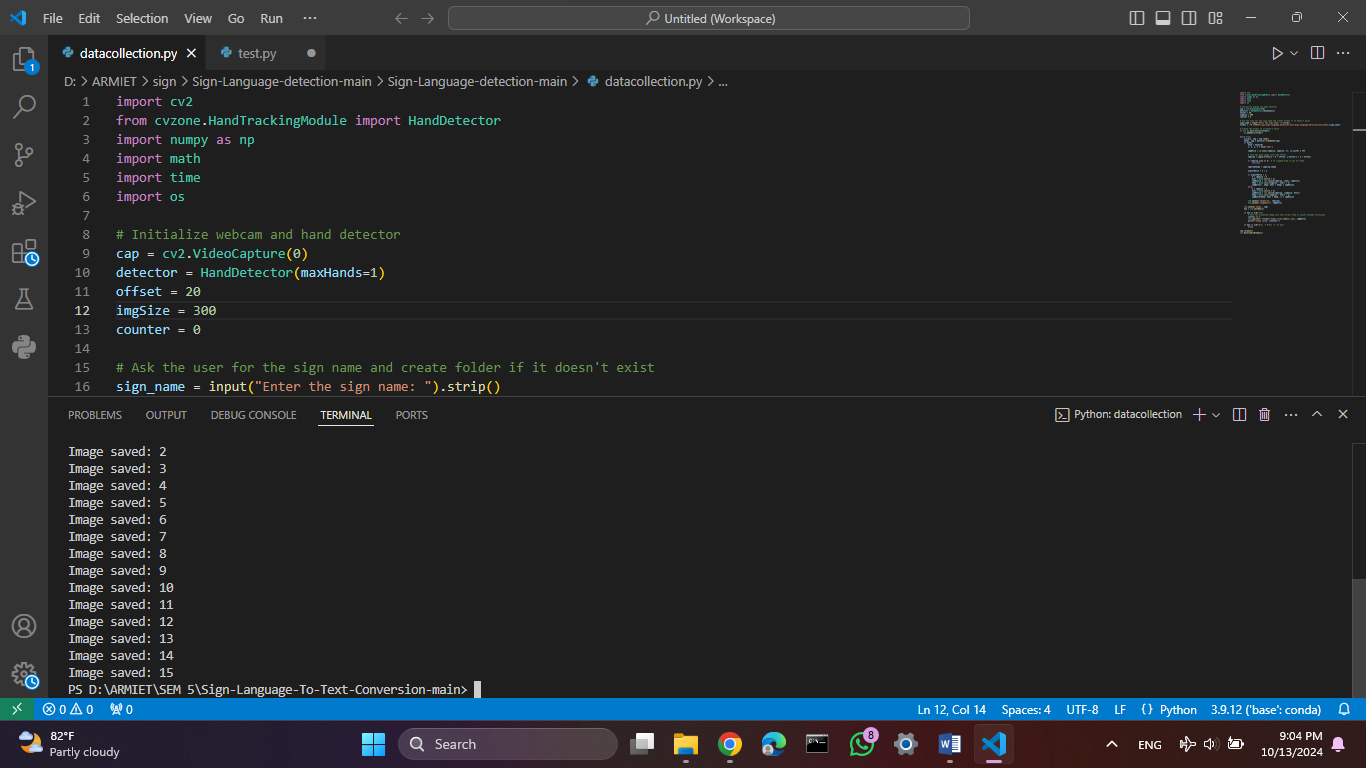 File Edit Selection View Go Run ···
Untitled (Workspace)
datacollection.py
test.py
D: > ARMIET > sign > Sign-Language-detection-main > Sign-Language-detection-main > datacollection.py > ...
1 import cv2
2 from cvzone.HandTrackingModule import HandDetector
3 import numpy as np
4 import math
5 import time
6 import os
7
8 # Initialize webcam and hand detector
9 cap = cv2.VideoCapture(0)
10 detector = HandDetector(maxHands=1)
11 offset = 20
12 imgSize = 300
13 counter = 0
14
15 # Ask the user for the sign name and create folder if it doesn't exist
16 sign_name = input("Enter the sign name: ").strip()
PROBLEMS OUTPUT DEBUG CONSOLE TERMINAL PORTS
Python: datacollection
Image saved: 2
Image saved: 3
Image saved: 4
Image saved: 5
Image saved: 6
Image saved: 7
Image saved: 8
Image saved: 9
Image saved: 10
Image saved: 11
Image saved: 12
Image saved: 13
Image saved: 14
Image saved: 15
PS D:\ARMIET\SEM 5\Sign-Language-To-Text-Conversion-main>
1
0 0 0
Ln 12, Col 14 Spaces: 4 UTF-8 LF {} Python 3.9.12 ('base': conda)
82°F
Partly cloudy
Search
8
ENG
9:04 PM
10/13/2024